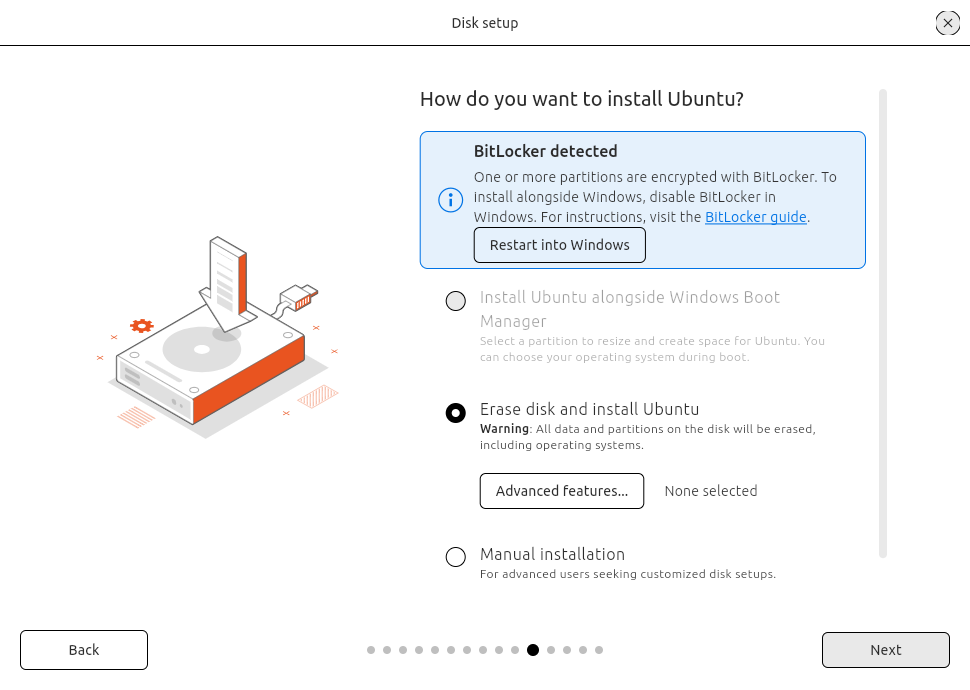 Disk setup
How do you want to install Ubuntu?
BitLocker detected
One or more partitions are encrypted with BitLocker. To
install alongside Windows, disable BitLocker in
Windows. For instructions, visit the BitLocker guide.
Restart into Windows
Install Ubuntu alongside Windows Boot
Manager
Select a partition to resize and create space for Ubuntu. You
can choose your operating system during boot.
Erase disk and install Ubuntu
Warning: All data and partitions on the disk will be erased,
including operating systems.
Advanced features... None selected
Manual installation
For advanced users seeking customized disk setups.
Back Next